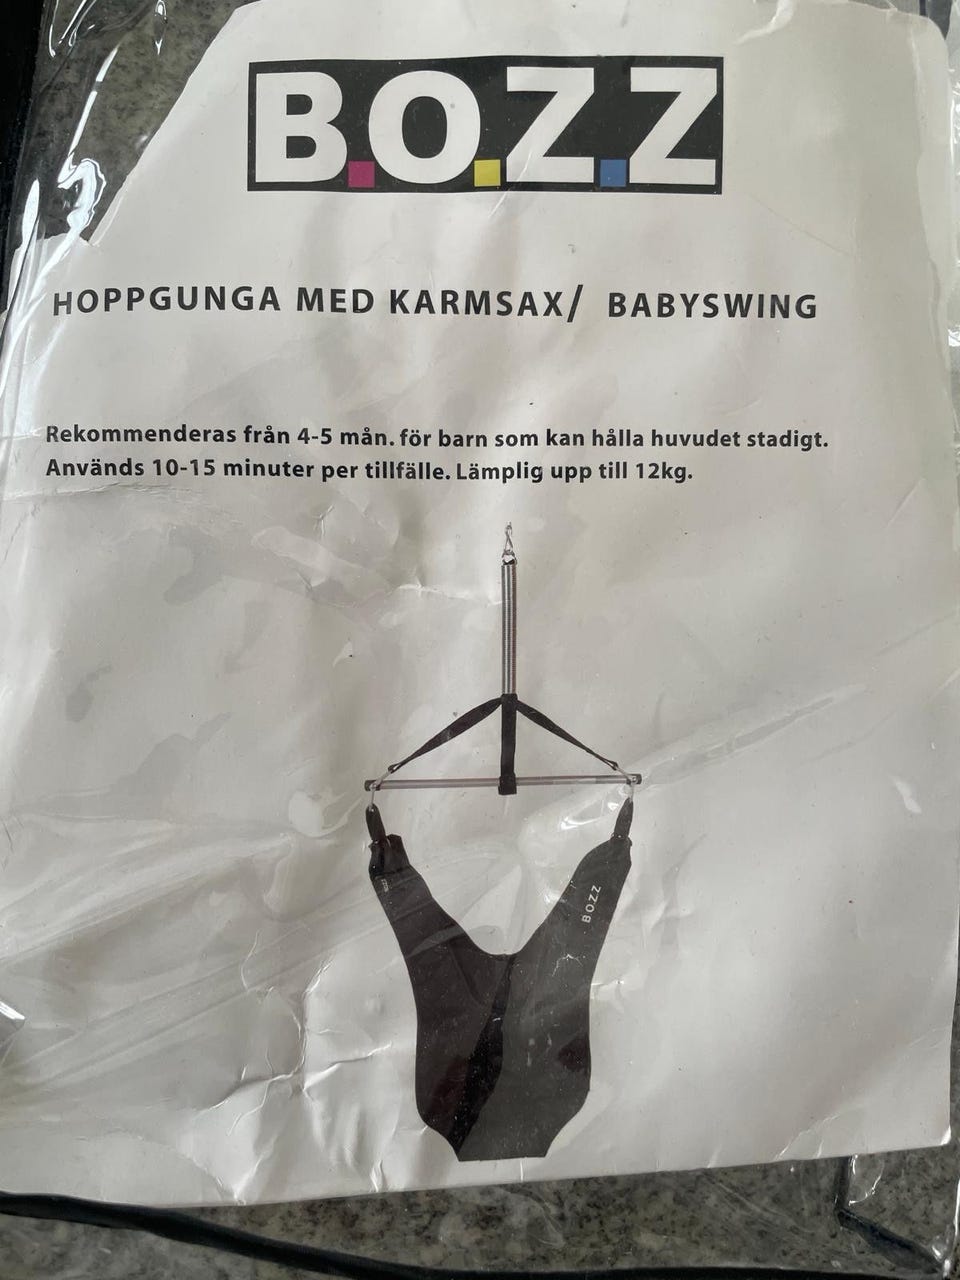 B.O.Z.Z
HOPPGUNGA MED KARMSAX/ BABYSWING
Rekommenderas från 4-5 mån. för barn som kan hålla huvudet stadigt.
Används 10-15 minuter per tillfälle. Lämplig upp till 12kg.
BOZZ